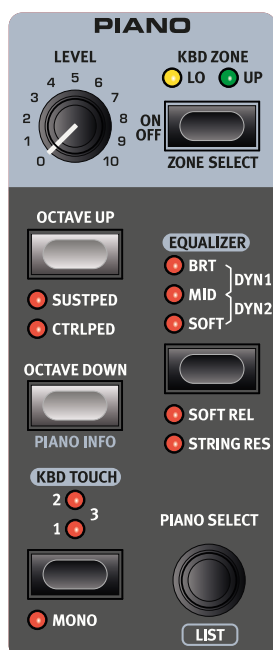 PIANO
LEVEL
KBD ZONE
LO UP
0 1 2 3 4 5 6 7 8 9 10
ON
OFF
ZONE SELECT
OCTAVE UP
SUSTPED
CTRLPED
OCTAVE DOWN
PIANO INFO
KBD TOUCH
2
3
1
MONO
EQUALIZER
BRT
DYN1
MID
DYN2
SOFT
SOFT REL
STRING RES
PIANO SELECT
LIST